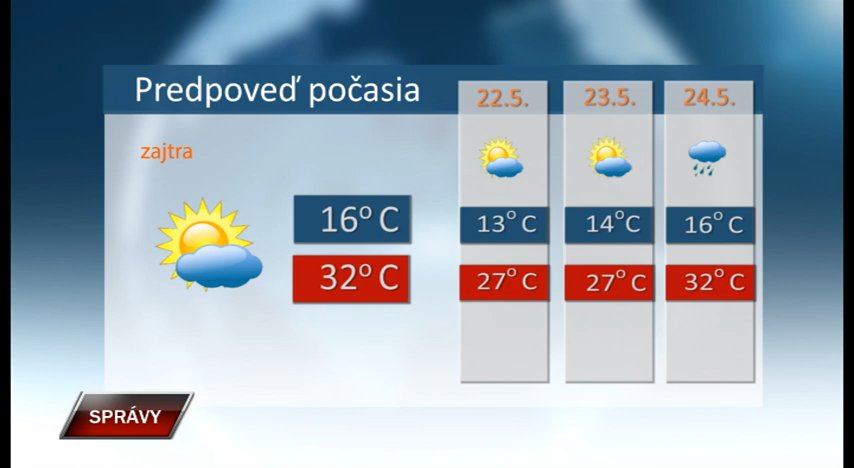 Predpoveď počasia
zajtra
16° C
32° C
22.5. 23.5. 24.5.
13° C 14°C 16° C
27° C 27° C 32° C
SPRÁVY